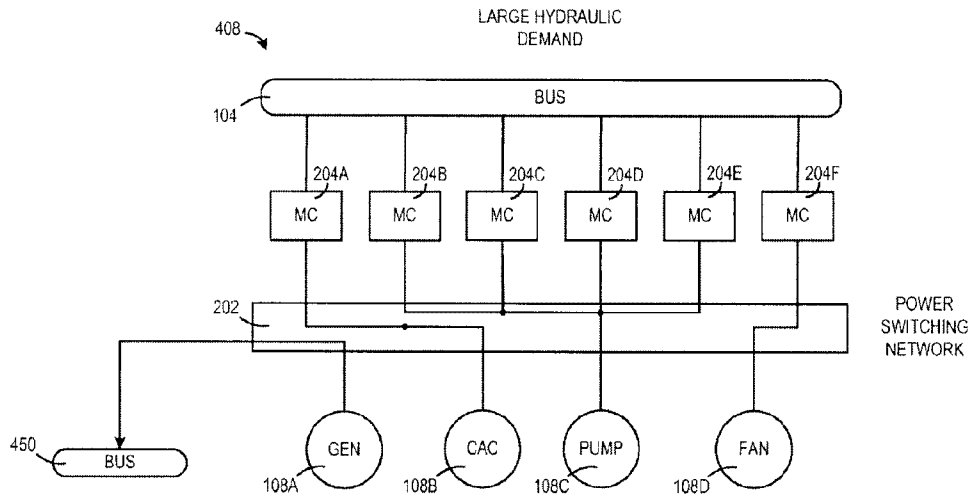 LARGE HYDRAULIC
DEMAND
408
104
BUS
204A
204B
204C
204D
204E
204F
MC
MC
MC
MC
MC
MC
202
POWER
SWITCHING
NETWORK
450
BUS
GEN
CAC
PUMP
FAN
108A
108B
108C
108D